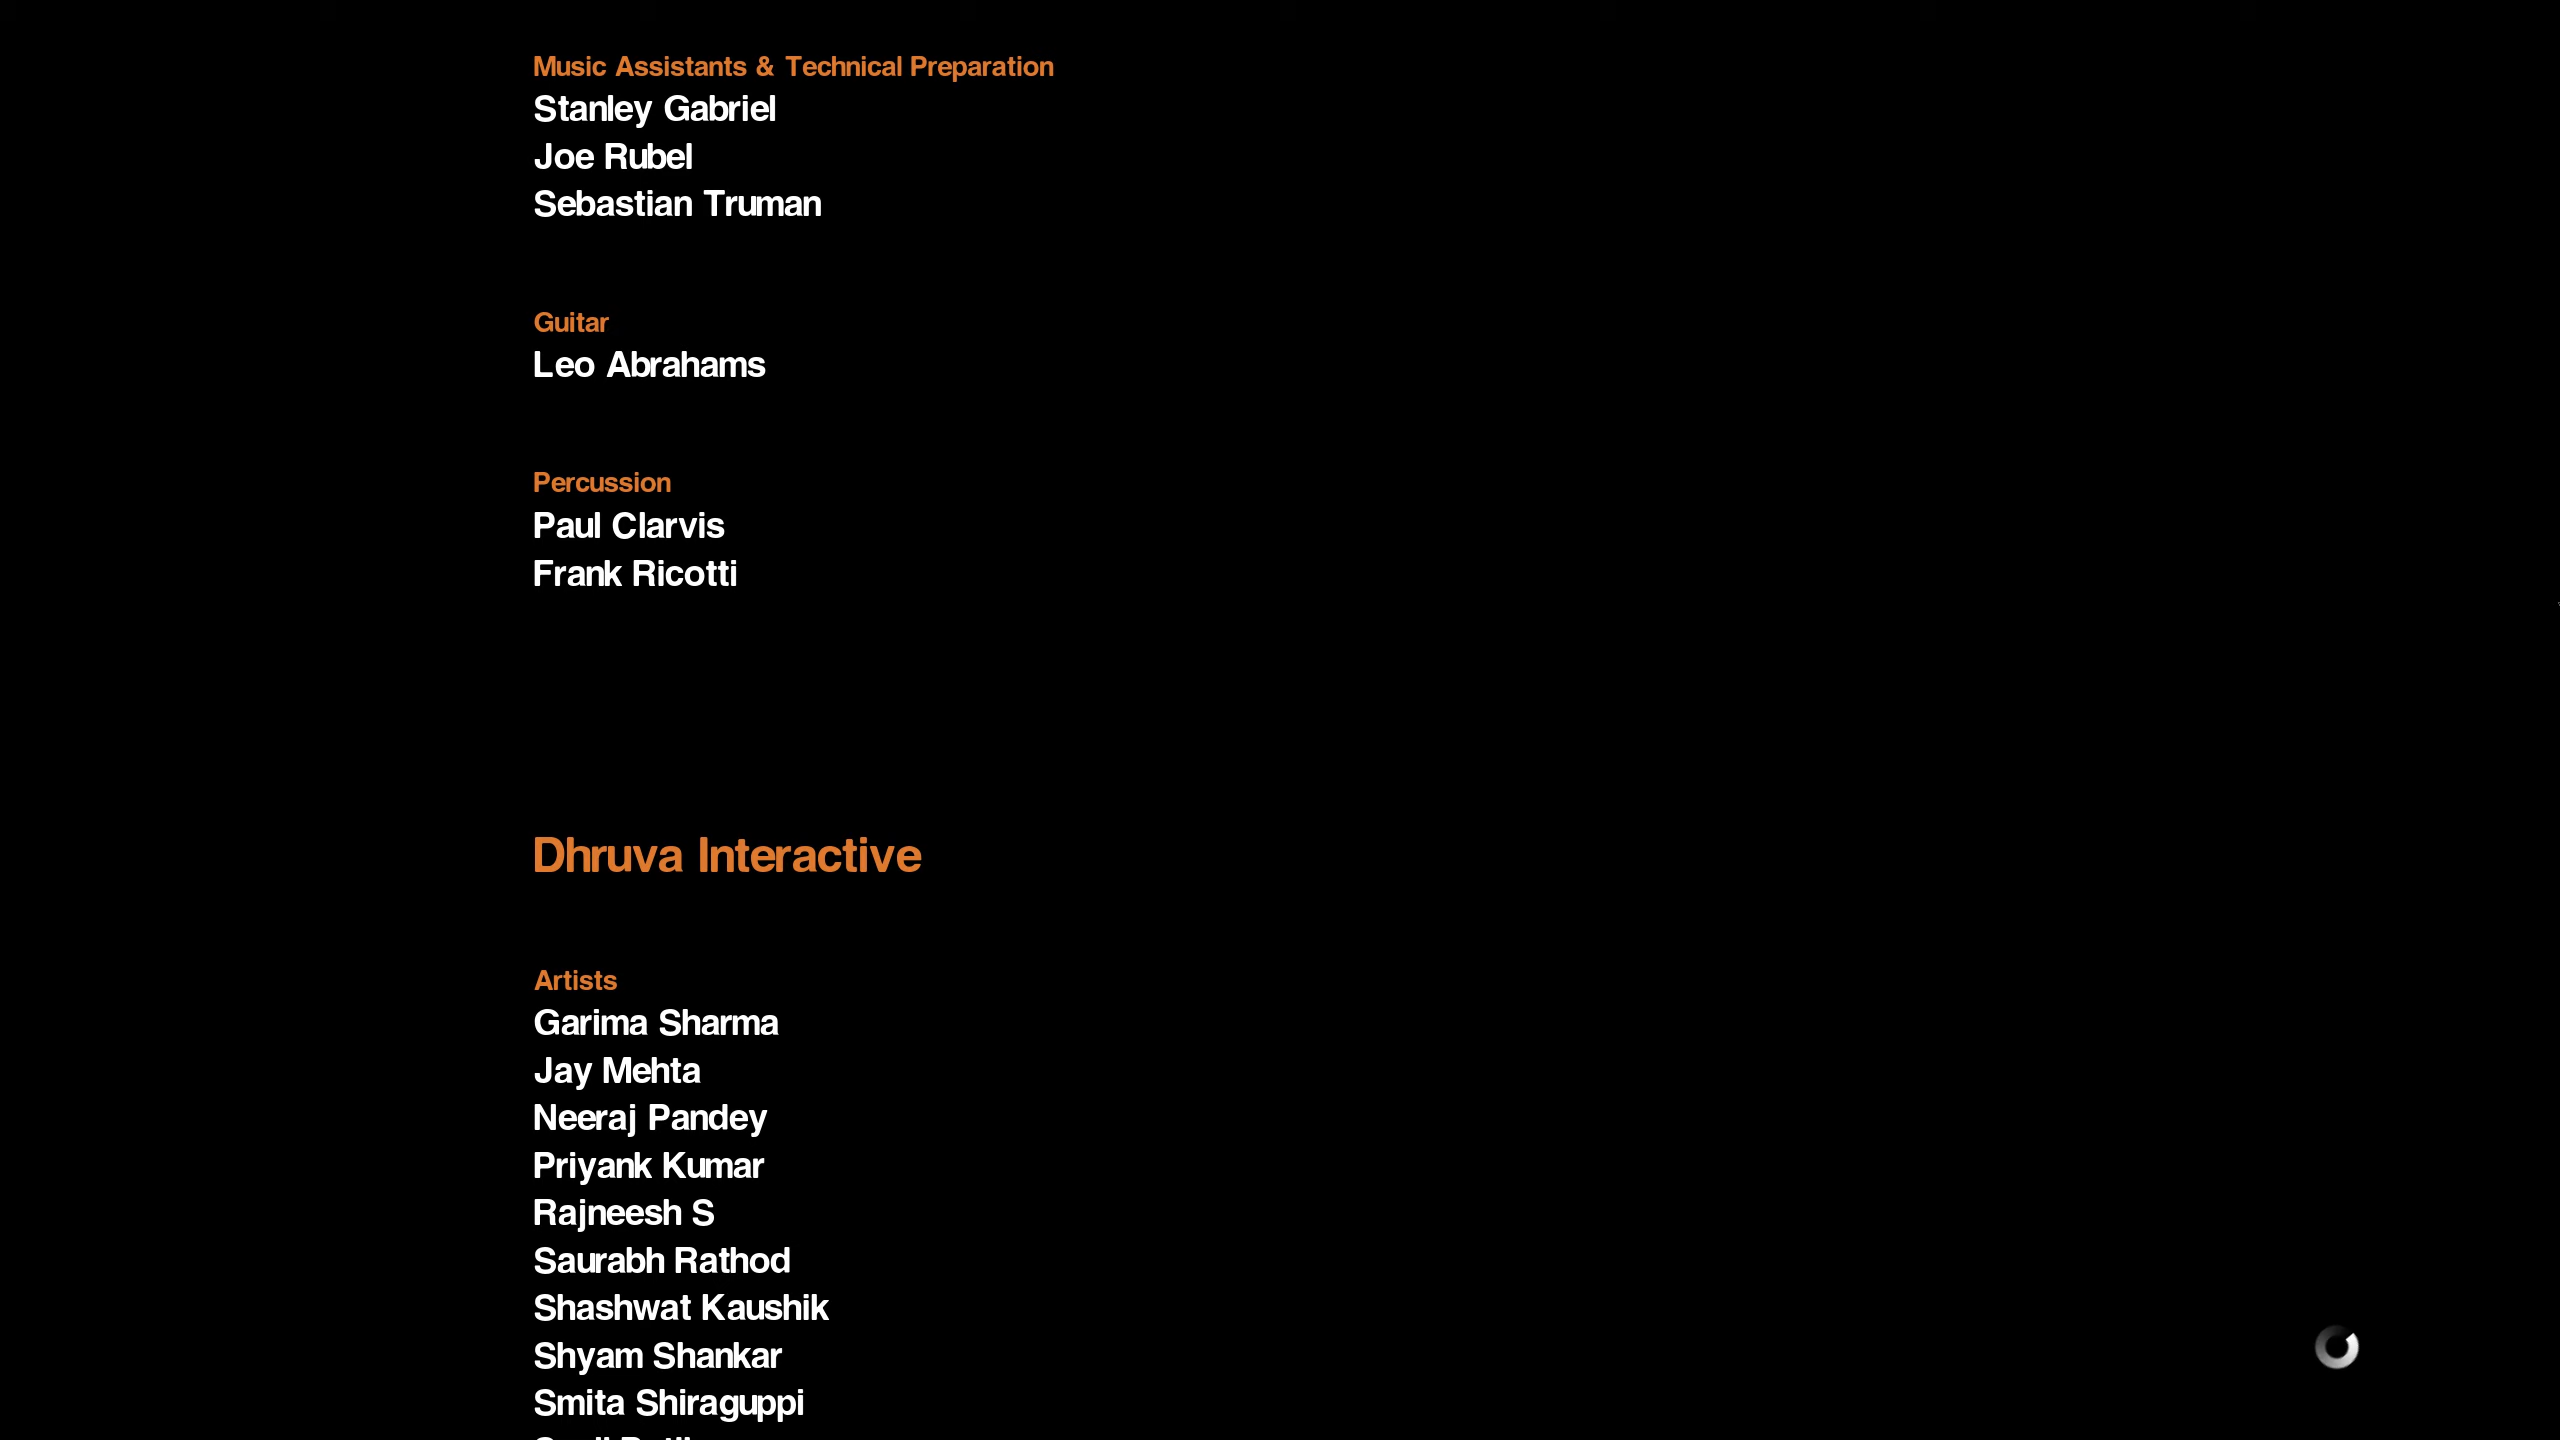 Music Assistants & Technical Preparation
Stanley Gabriel
Joe Rubel
Sebastian Truman
Guitar
Leo Abrahams
Percussion
Paul Clarvis
Frank Ricotti
Dhruva Interactive
Artists
Garima Sharma
Jay Mehta
Neeraj Pandey
Priyank Kumar
Rajneesh S
Saurabh Rathod
Shashwat Kaushik
Shyam Shankar
Smita Shiraguppi